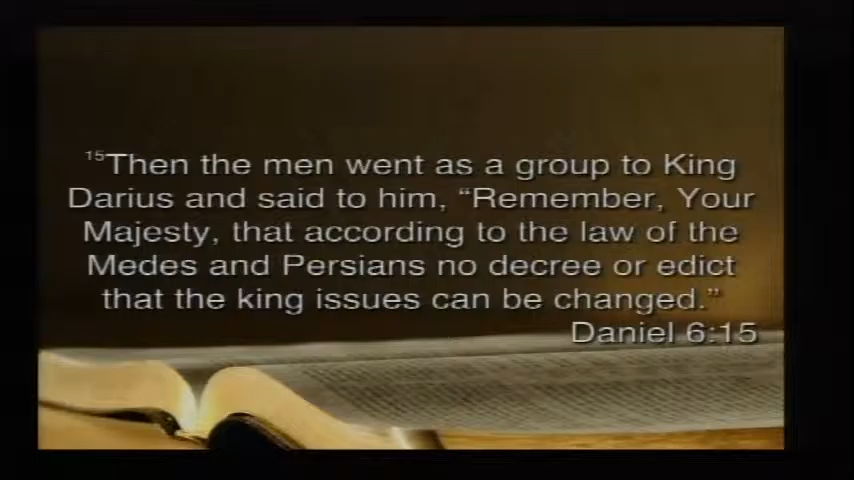 15Then the men went as a group to King
Darius and said to him, “Remember, Your
Majesty, that according to the law of the
Medes and Persians no decree or edict
that the king issues can be changed.”
Daniel 6:15